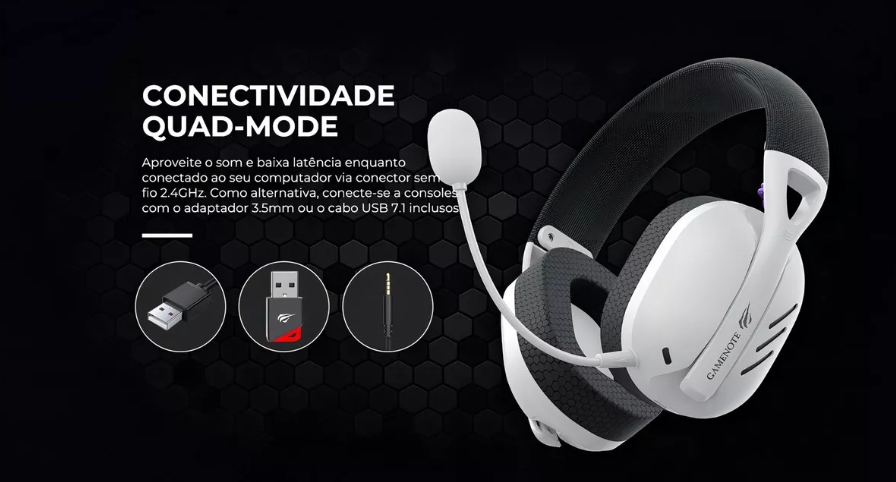 CONECTIVIDADE
QUAD-MODE
Aproveite o som e baixa latência enquanto
conectado ao seu computador via conector sem
fio 2.4GHz. Como alternativa, conecte-se a consoles
com o adaptador 3.5mm ou o cabo USB 7.1 inclusos
GAMENOTE